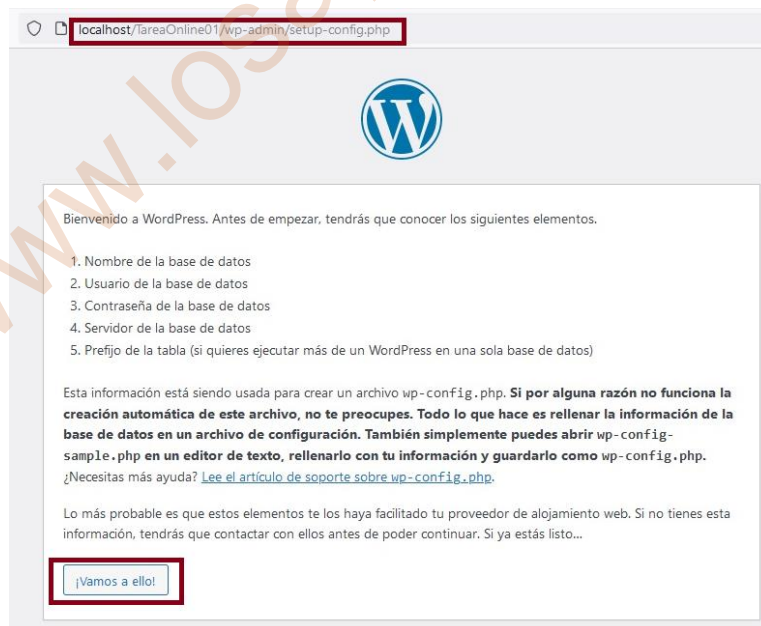 localhost/TareaOnline01/wp-admin/setup-config.php
W
Bienvenido a WordPress. Antes de empezar, tendrás que conocer los siguientes elementos.
1. Nombre de la base de datos
2. Usuario de la base de datos
3. Contraseña de la base de datos
4. Servidor de la base de datos
5. Prefijo de la tabla (si quieres ejecutar más de un WordPress en una sola base de datos)
Esta información está siendo usada para crear un archivo wp-config.php. Si por alguna razón no funciona la
creación automática de este archivo, no te preocupes. Todo lo que hace es rellenar la información de la
base de datos en un archivo de configuración. También simplemente puedes abrir wp-config-
sample.php en un editor de texto, rellenarlo con tu información y guardarlo como wp-config.php.
¿Necesitas más ayuda? Lee el artículo de soporte sobre wp-config.php.
Lo más probable es que estos elementos te los haya facilitado tu proveedor de alojamiento web. Si no tienes esta
información, tendrás que contactar con ellos antes de poder continuar. Si ya estás listo...
¡Vamos a ello!
www.losa